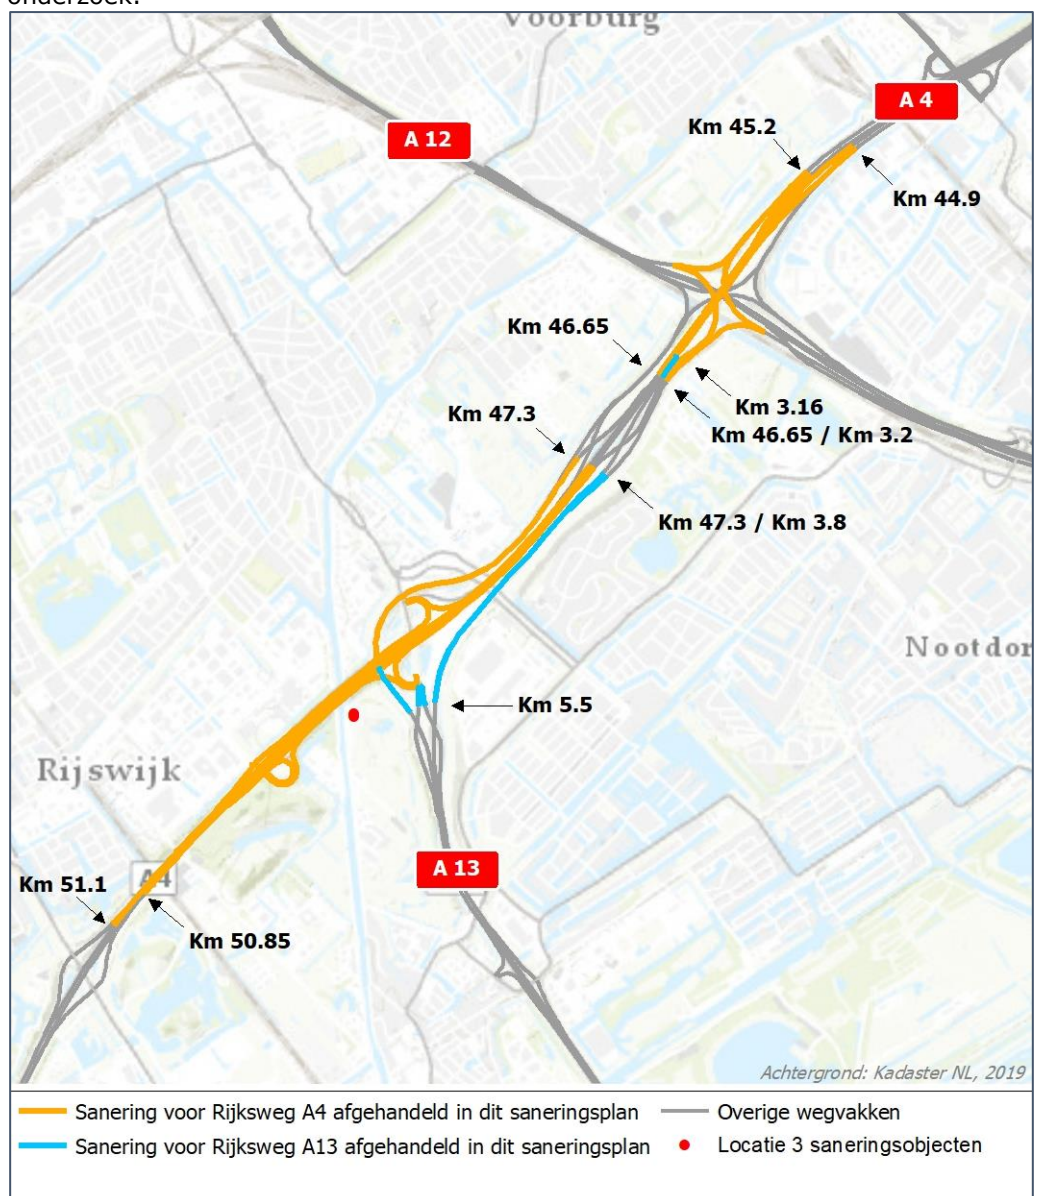 onderzoek.
Voorburg
A 4
Km 45.2
A 12
Km 44.9
Km 46.65
Km 3.16
Km 47.3
Km 46.65 / Km 3.2
Km 47.3 / Km 3.8
Nootdor
Km 5.5
Rijswijk
A 13
Km 51.1
A4
Km 50.85
Achtergrond: Kadaster NL, 2019
Sanering voor Rijksweg A4 afgehandeld in dit saneringsplan
Overige wegvakken
Sanering voor Rijksweg A13 afgehandeld in dit saneringsplan
Locatie 3 saneringsobjecten